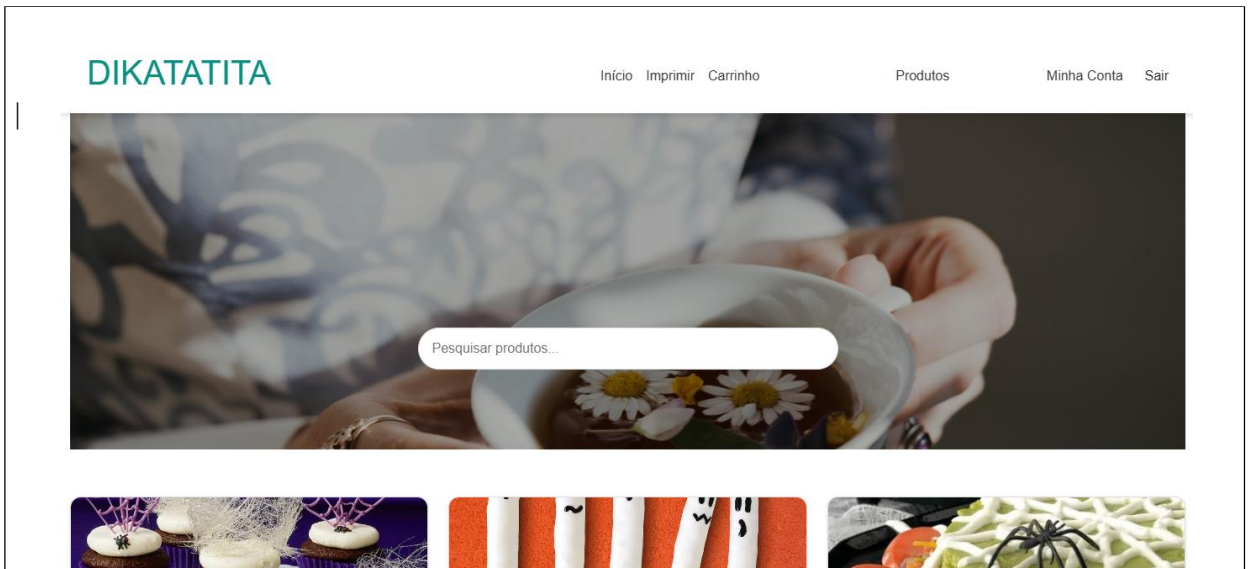 DIKATATITA
Início Imprimir Carrinho Produtos Minha Conta Sair
Pesquisar produtos...